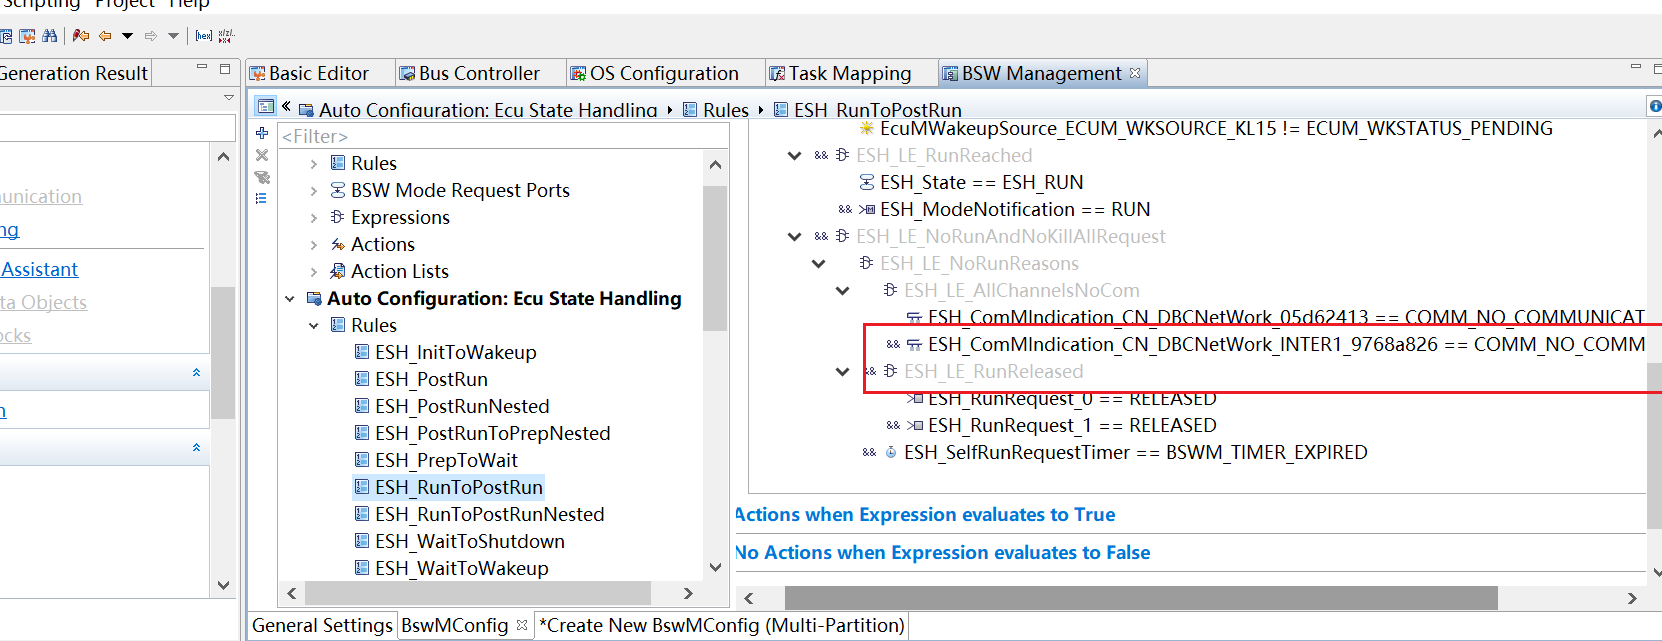 Scripting Project Help
Generation Result
Basic Editor
Bus Controller
OS Configuration
Task Mapping
BSW Management
« Auto Configuration: Ecu State Handling ▸ Rules ▸ ESH_RunToPostRun
<Filter>
Rules
BSW Mode Request Ports
Expressions
Actions
Action Lists
Auto Configuration: Ecu State Handling
Rules
ESH_InitToWakeup
ESH_PostRun
ESH_PostRunNested
ESH_PostRunToPrepNested
ESH_PrepToWait
ESH_RunToPostRun
ESH_RunToPostRunNested
ESH_WaitToShutdown
ESH_WaitToWakeup
unication
ng
Assistant
ta Objects
cks
EcuMWakeupSource_ECUM_WKSOURCE_KL15 != ECUM_WKSTATUS_PENDING
&& ESH_LE_RunReached
ESH_State == ESH_RUN
&& ESH_ModeNotification == RUN
&& ESH_LE_NoRunAndNoKillAllRequest
ESH_LE_NoRunReasons
ESH_LE_AllChannelsNoCom
ESH_ComMIndication_CN_DBCNetWork_05d62413 == COMM_NO_COMMUNICAT
&& ESH_ComMIndication_CN_DBCNetWork_INTER1_9768a826 == COMM_NO_COMM
&& ESH_LE_RunReleased
ESH_RunRequest_0 == RELEASED
&& ESH_RunRequest_1 == RELEASED
&& ESH_SelfRunRequestTimer == BSWM_TIMER_EXPIRED
Actions when Expression evaluates to True
No Actions when Expression evaluates to False
General Settings
BswMConfig
*Create New BswMConfig (Multi-Partition)